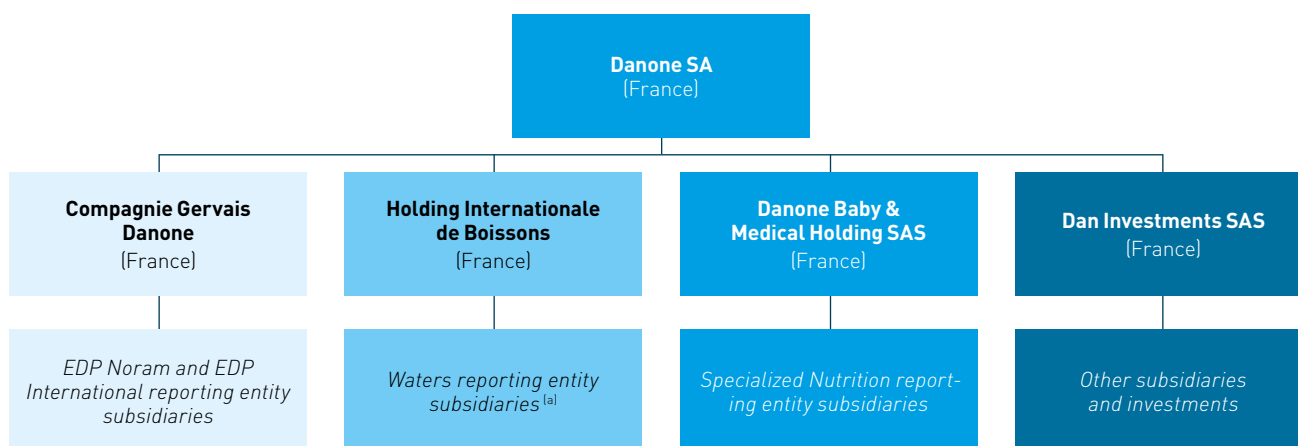 Danone SA
(France)
Compagnie Gervais
Danone
(France)
Holding Internationale
de Boissons
(France)
Danone Baby &
Medical Holding SAS
(France)
Dan Investments SAS
(France)
EDP Noram and EDP
International reporting entity
subsidiaries
Waters reporting entity
subsidiaries (a)
Specialized Nutrition report-
ing entity subsidiaries
Other subsidiaries
and investments